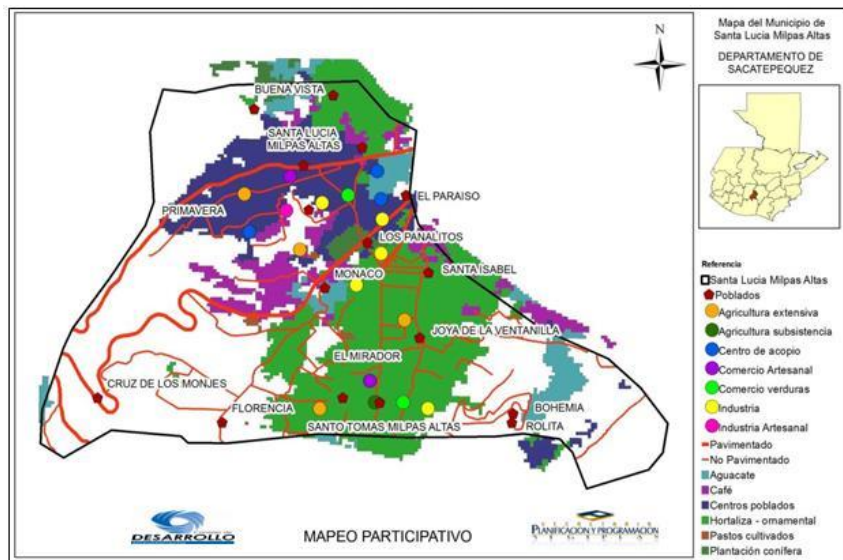 Mapa del Municipio de
Santa Lucia Milpas Altas
DEPARTAMENTO DE
SACATEPEQUEZ
N
BUENA VISTA
SANTA LUCIA
MILPAS ALTAS
PRIMAVERA
EL PARAISO
LOS PANALITOS
MONACO
SANTA ISABEL
JOYA DE LA VENTANILLA
EL MIRADOR
CRUZ DE LOS MONJES
FLORENCIA
BOHEMIA
SANTO TOMAS MILPAS ALTAS
ROLITA
Referencia
Santa Lucia Milpas Altas
Poblados
Agricultura extensiva
Agricultura subsistencia
Centro de acopio
Comercio Artesanal
Comercio verduras
Industria
Industria Artesanal
Pavimentado
No Pavimentado
Aguacate
Café
Centros poblados
Hortaliza - ornamental
Pastos cultivados
Plantación conífera
DESARROLLO
MAPEO PARTICIPATIVO
PLANIFICACION Y PROGRAMACION
SEGEPLAN